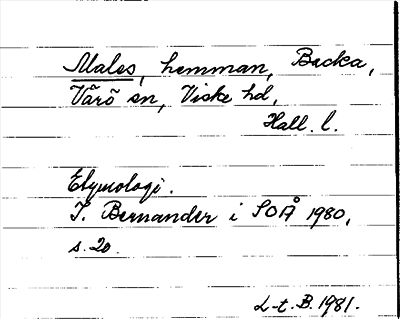 Males, hemman, Backa,
Värö sn, Viske hd,
Hall. l.
Etymologi.
I. Bernander i SOÅ 1980,
s. 20.
L-t. B. 1981.